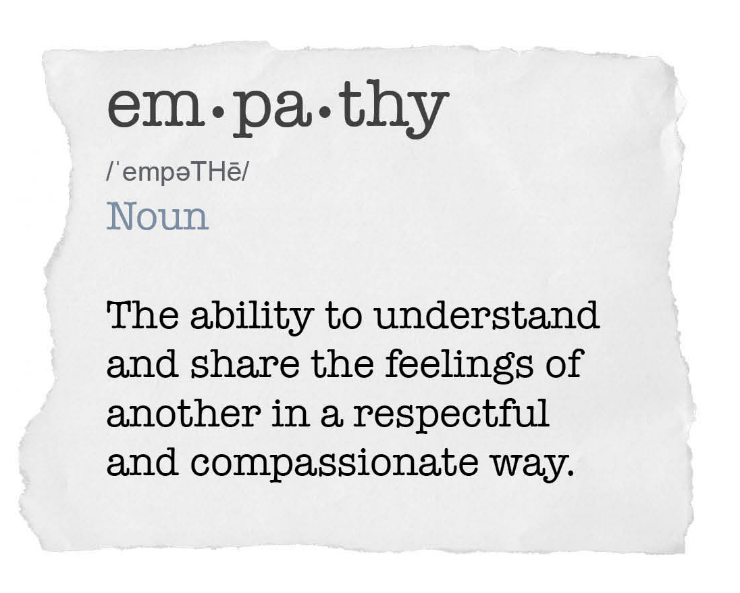 em•pa•thy
/ˈempəTHē/
Noun
The ability to understand
and share the feelings of
another in a respectful
and compassionate way.